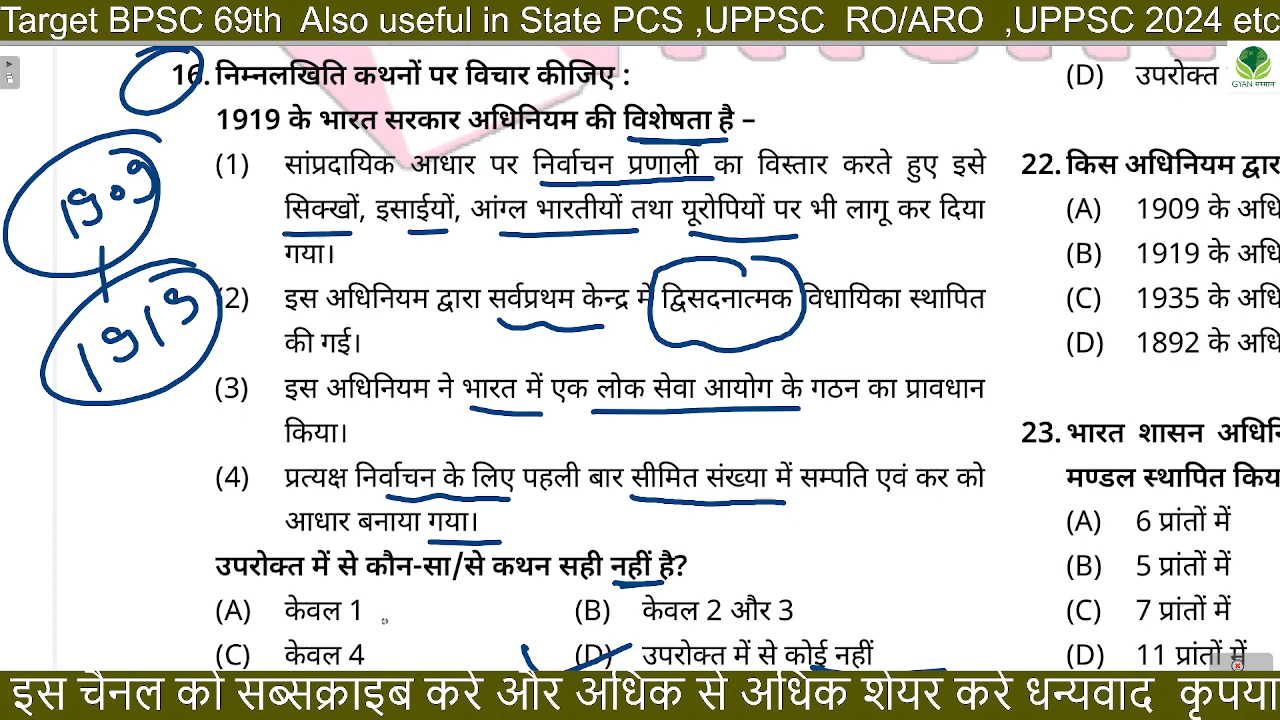 Target BPSC 69th Also useful in State PCS ,UPPSC RO/ARO ,UPPSC 2024 etc
16. निम्नलखिति कथनों पर विचार कीजिए :
1919 के भारत सरकार अधिनियम की विशेषता है –
(1) सांप्रदायिक आधार पर निर्वाचन प्रणाली का विस्तार करते हुए इसे
सिक्खों, इसाईयों, आंग्ल भारतीयों तथा यूरोपियों पर भी लागू कर दिया
गया।
(2) इस अधिनियम द्वारा सर्वप्रथम केन्द्र में द्विसदनात्मक विधायिका स्थापित
की गई।
(3) इस अधिनियम ने भारत में एक लोक सेवा आयोग के गठन का प्रावधान
किया।
(4) प्रत्यक्ष निर्वाचन के लिए पहली बार सीमित संख्या में सम्पति एवं कर को
आधार बनाया गया।
उपरोक्त में से कौन-सा/से कथन सही नहीं है?
(A) केवल 1 (B) केवल 2 और 3
(C) केवल 4 (D) उपरोक्त में से कोई नहीं
1909
1919
(D) उपरोक्त
GYAN सम्मान
22. किस अधिनियम द्वारा
(A) 1909 के अधि
(B) 1919 के अधि
(C) 1935 के अधि
(D) 1892 के अधि
23. भारत शासन अधिनि
मण्डल स्थापित किय
(A) 6 प्रांतों में
(B) 5 प्रांतों में
(C) 7 प्रांतों में
(D) 11 प्रांतों में
इस चैनल को सब्सक्राइब करे और अधिक से अधिक शेयर करे धन्यवाद कृपया